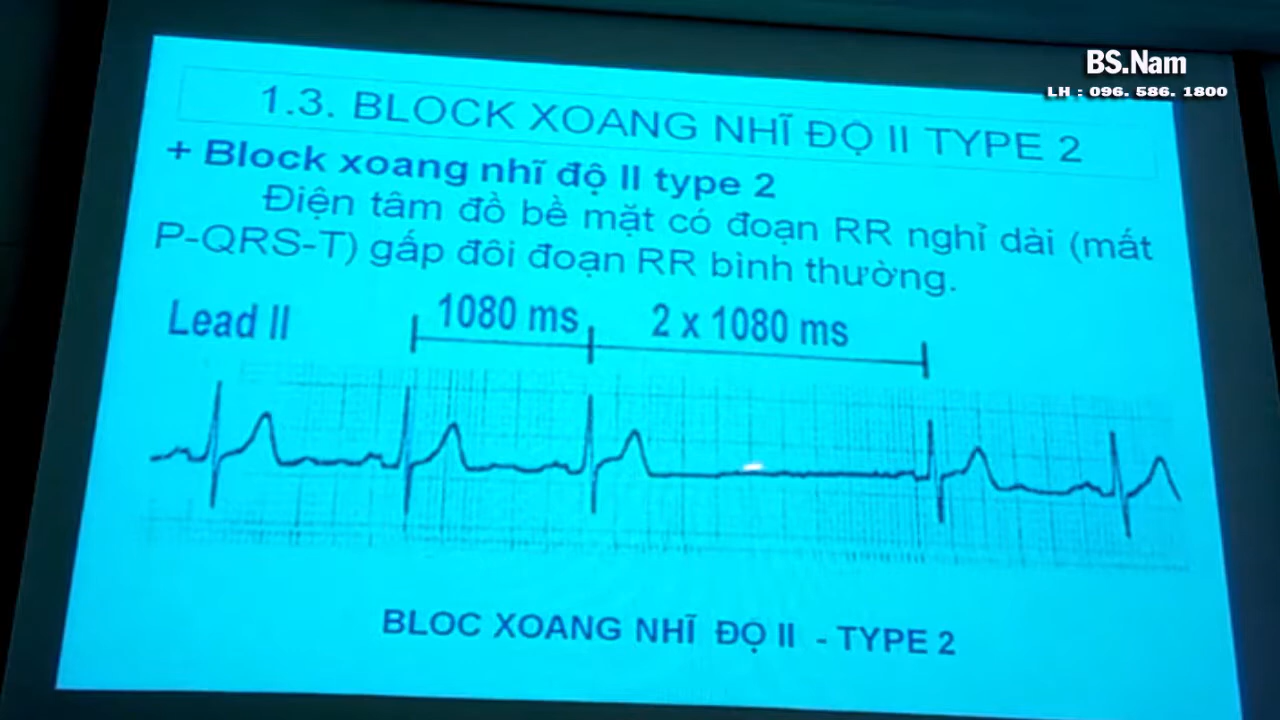 BS.Nam
LH : 096. 586. 1800
1.3. BLOCK XOANG NHĨ ĐỘ II TYPE 2
+ Block xoang nhĩ độ II type 2
Điện tâm đồ bề mặt có đoạn RR nghỉ dài (mất
P-QRS-T) gấp đôi đoạn RR bình thường.
Lead II
1080 ms
2 x 1080 ms
BLOC XOANG NHĨ ĐỘ II - TYPE 2